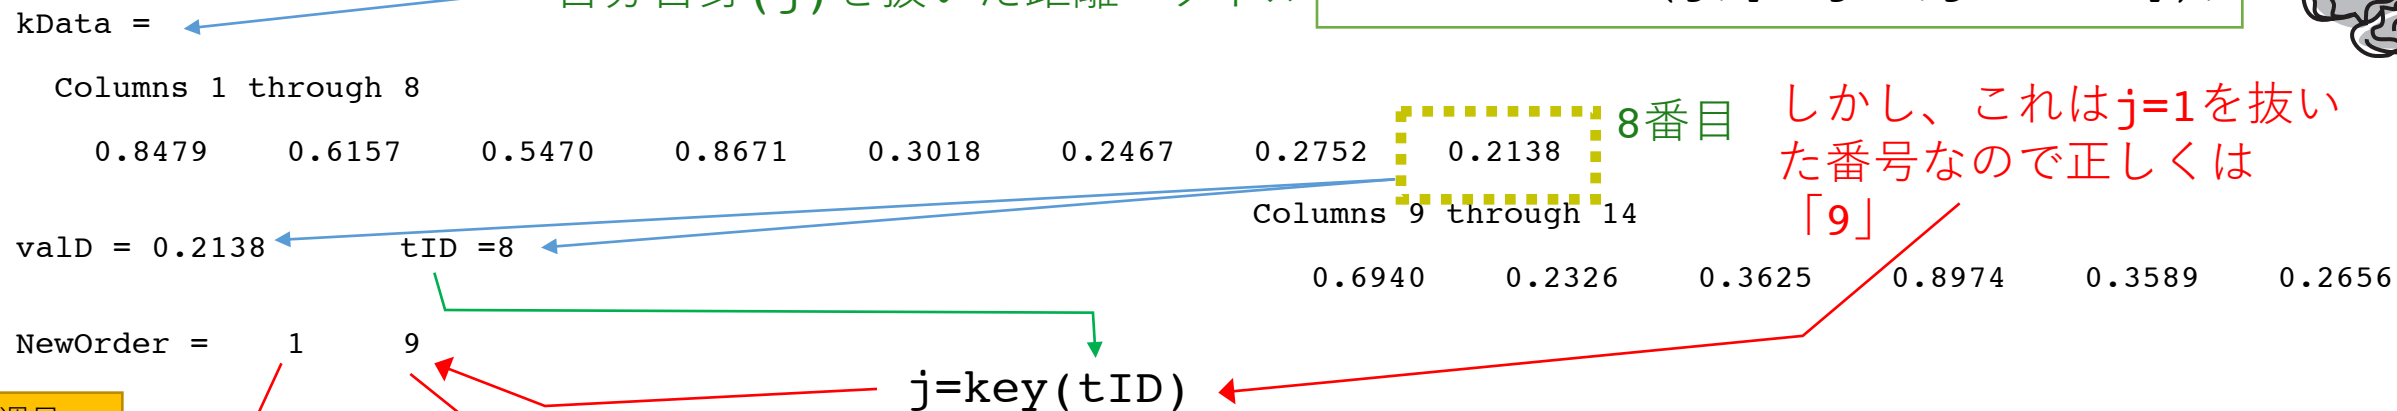 kData =
Columns 1 through 8
0.8479 0.6157 0.5470 0.8671 0.3018 0.2467 0.2752 0.2138
8番目
しかし、これはj=1を抜い
た番号なので正しくは
「9」
Columns 9 through 14
0.6940 0.2326 0.3625 0.8974 0.3589 0.2656
valD = 0.2138 tID =8
NewOrder = 1 9
j=key(tID)